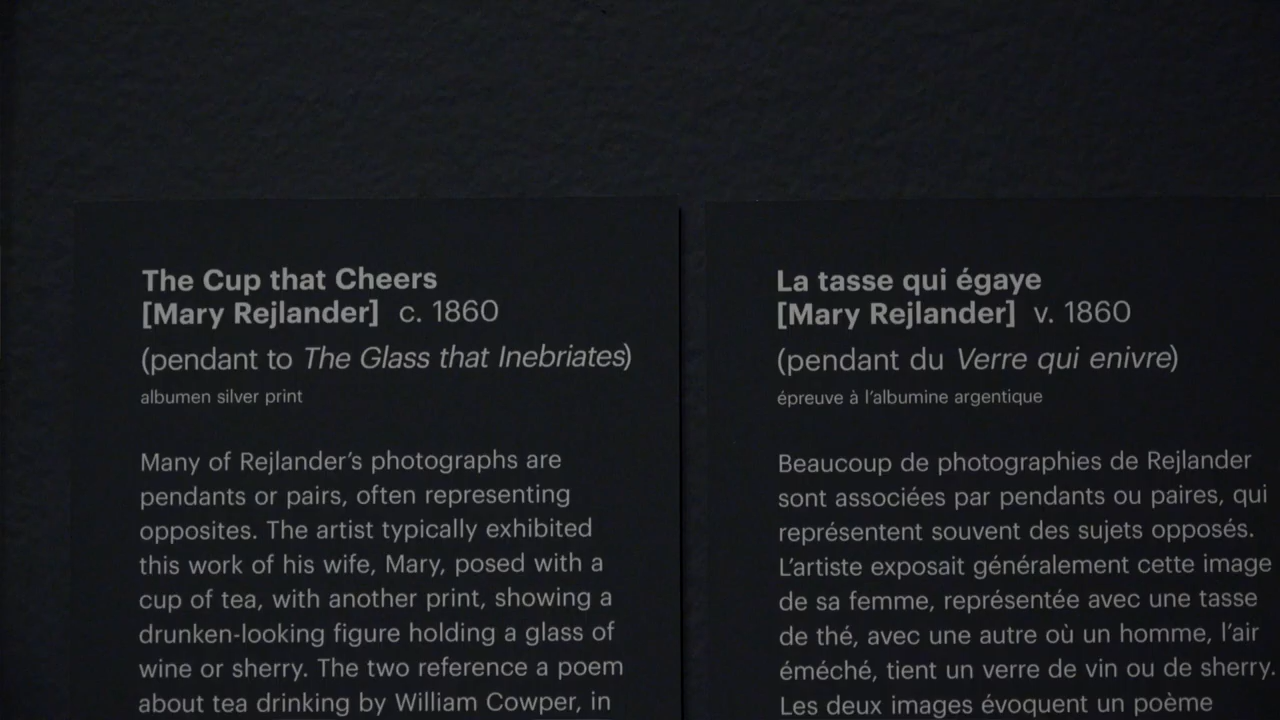 The Cup that Cheers
[Mary Rejlander] c. 1860
(pendant to The Glass that Inebriates)
albumen silver print
Many of Rejlander’s photographs are
pendants or pairs, often representing
opposites. The artist typically exhibited
this work of his wife, Mary, posed with a
cup of tea, with another print, showing a
drunken-looking figure holding a glass of
wine or sherry. The two reference a poem
about tea drinking by William Cowper, in
La tasse qui égaye
[Mary Rejlander] v. 1860
(pendant du Verre qui enivre)
épreuve à l’albumine argentique
Beaucoup de photographies de Rejlander
sont associées par pendants ou paires, qui
représentent souvent des sujets opposés.
L’artiste exposait généralement cette image
de sa femme, représentée avec une tasse
de thé, avec une autre où un homme, l’air
éméché, tient un verre de vin ou de sherry.
Les deux images évoquent un poème